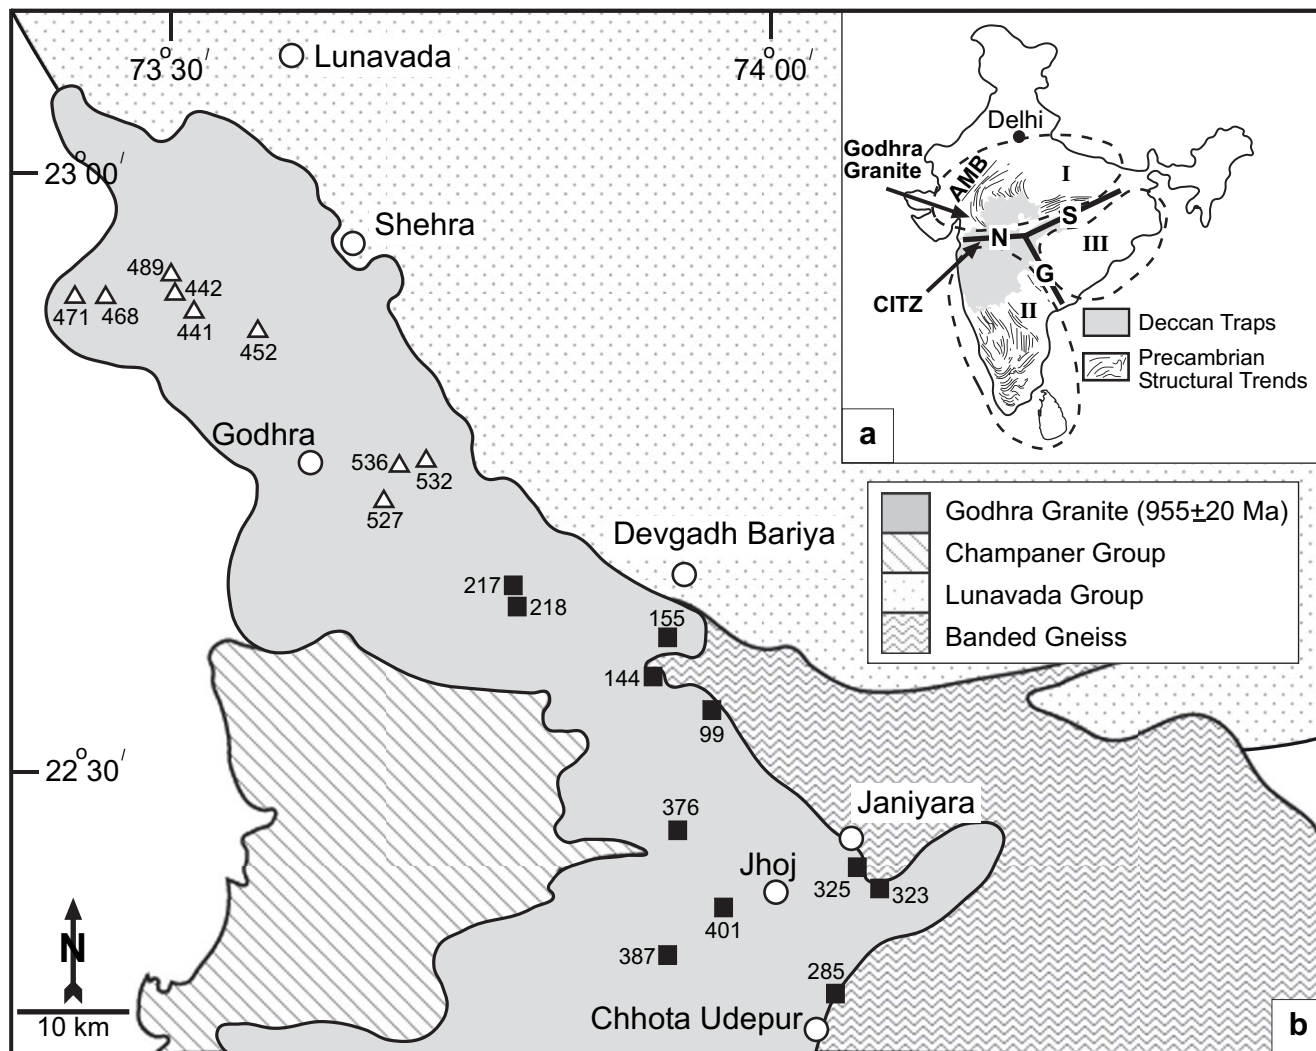 73°30′
Lunavada
74°00′
23°00′
Shehra
489
442
471
468
441
452
Godhra
536
532
527
Devgadh Bariya
217
218
155
144
99
22°30′
376
Janiyara
Jhoj
325
323
401
387
285
Chhota Udepur
N
10 km
b
Delhi
Godhra
Granite
AMB
I
S
N
III
G
CITZ
II
Deccan Traps
Precambrian
Structural Trends
a
Godhra Granite (955±20 Ma)
Champaner Group
Lunavada Group
Banded Gneiss